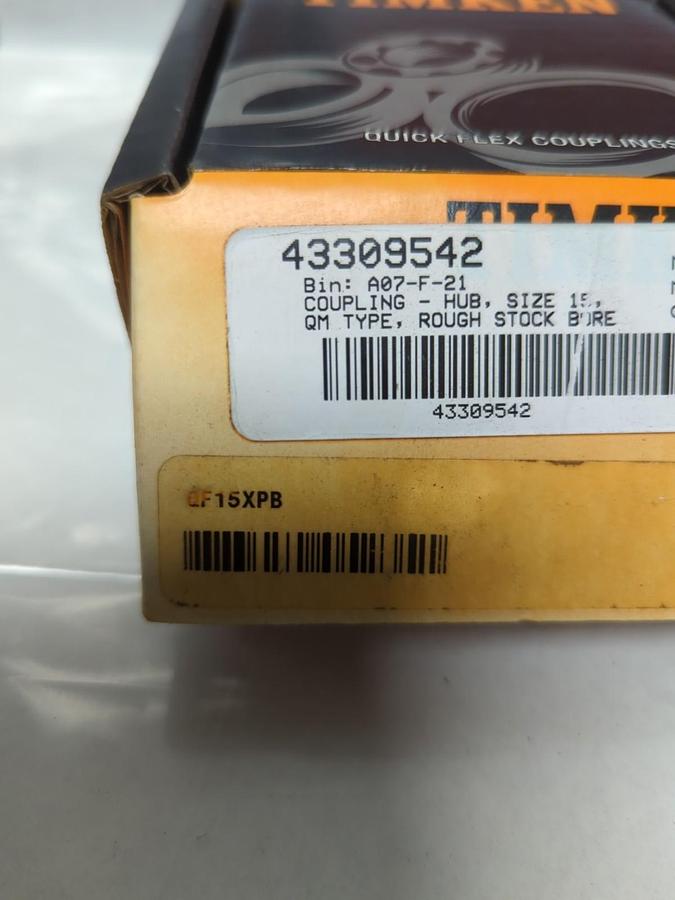 TIMKEN
QUICK FLEX COUPLINGS
43309542
Bin: A07-F-21
COUPLING - HUB, SIZE 15,
QM TYPE, ROUGH STOCK BORE
43309542
QF15XPB